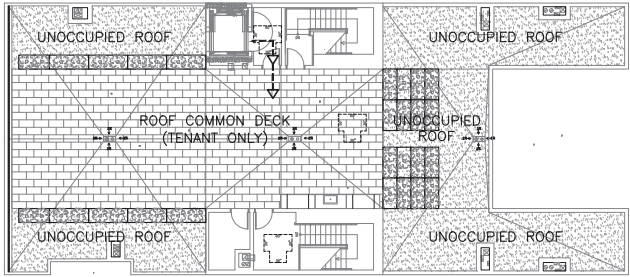 UNOCCUPIED ROOF
UNOCCUPIED ROOF
ROOF COMMON DECK
(TENANT ONLY)
UNOCCUPIED
ROOF
UNOCCUPIED ROOF
UNOCCUPIED ROOF